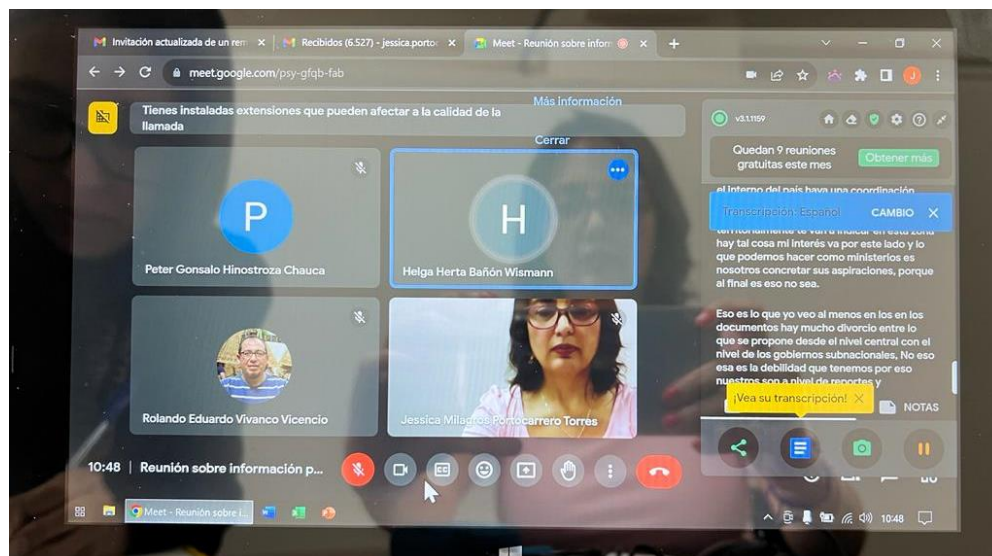 Invitación actualizada de un rem
Recibidos (6.527) - jessica.portoc
Meet - Reunión sobre inform
meet.google.com/psy-gfqb-fab
J
Tienes instaladas extensiones que pueden afectar a la calidad de la
llamada
Más información
Cerrar
P
Peter Gonsalo Hinostroza Chauca
H
Helga Herta Bañón Wismann
Rolando Eduardo Vivanco Vicencio
Jessica Milagros Portocarrero Torres
v3.1.1159
Quedan 9 reuniones
gratuitas este mes
Obtener más
el Interno del país haya una coordinación
Transcripción: Español
CAMBIO
territorialmente te van a indicar en esta zona
hay tal cosa mi interés va por este lado y lo
que podemos hacer como ministerios es
nosotros concretar sus aspiraciones, porque
al final es eso no sea.
Eso es lo que yo veo al menos en los en los
documentos hay mucho divorcio entre lo
que se propone desde el nivel central con el
nivel de los gobiernos subnacionales, No eso
esa es la debilidad que tenemos por eso
nuestros son a nivel de reportes y
¡Vea su transcripción!
NOTAS
10:48 | Reunión sobre información p...
CC
Meet - Reunión sobre i...
10:48